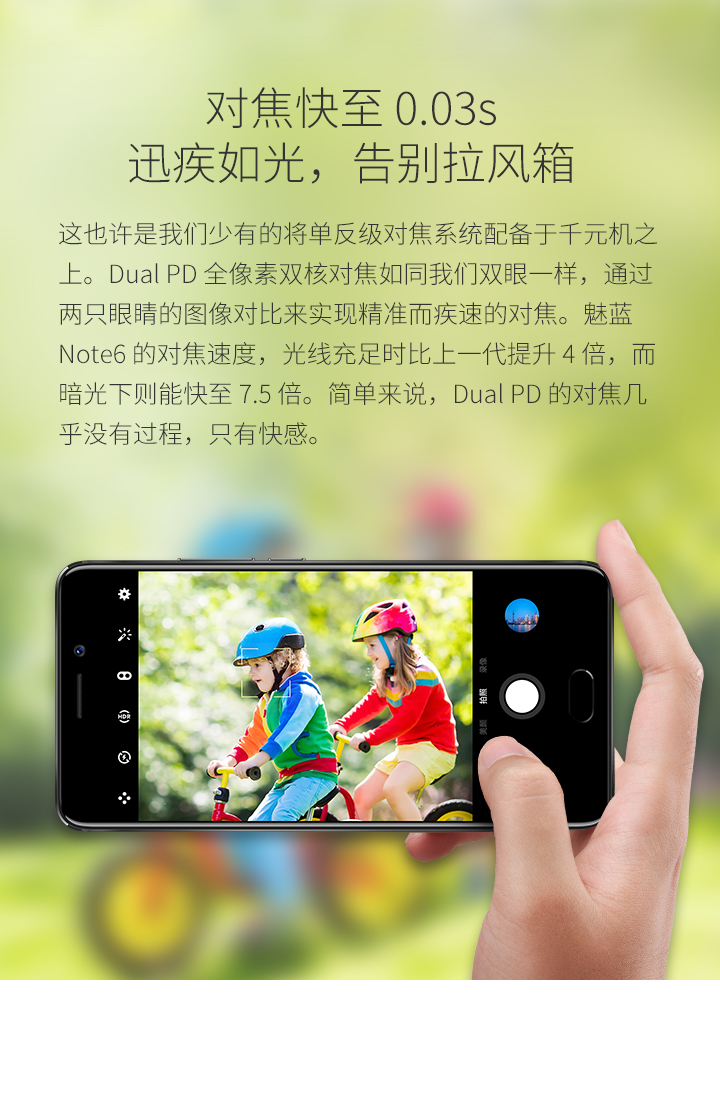 对焦快至 0.03s
迅疾如光，告别拉风箱
这也许是我们少有的将单反级对焦系统配备于千元机之
上。Dual PD 全像素双核对焦如同我们双眼一样，通过
两只眼睛的图像对比来实现精准而疾速的对焦。魅蓝
Note6 的对焦速度，光线充足时比上一代提升 4 倍，而
暗光下则能快至 7.5 倍。简单来说，Dual PD 的对焦几
乎没有过程，只有快感。
HDR
录像
拍照
美颜